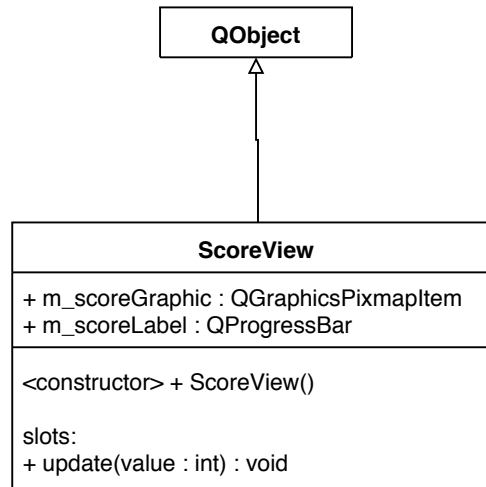 QObject
ScoreView
+ m_scoreGraphic : QGraphicsPixmapItem
+ m_scoreLabel : QProgressBar
<constructor> + ScoreView()
slots:
+ update(value : int) : void